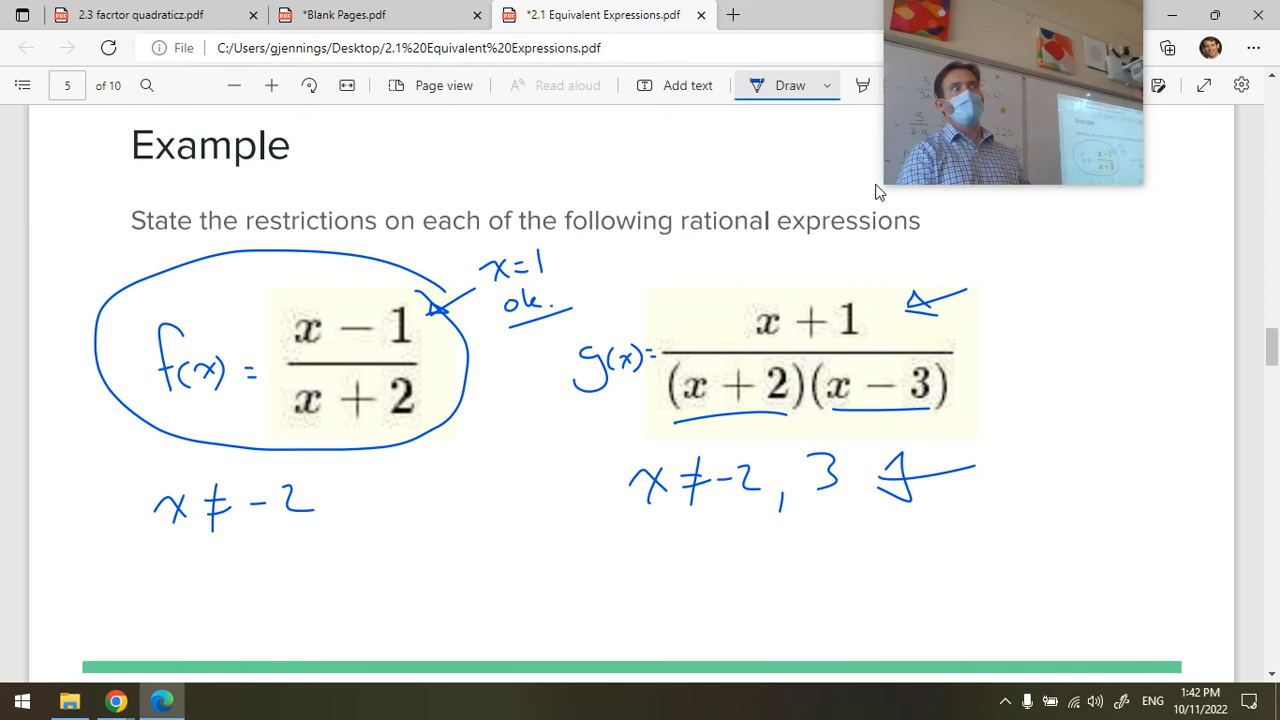 2.3 facrtor quadraticz.pdf
*Blank Pages.pdf
*2.1 Equivalent Expressions.pdf
File C:/Users/gjennings/Desktop/2.1%20Equivalent%20Expressions.pdf
5 of 10 Page view Read aloud Add text Draw
Example
State the restrictions on each of the following rational expressions
x = 1
ok.
f(x) = x − 1
x + 2
g(x) = x + 1
(x + 2)(x − 3)
x ≠ -2
x ≠ -2, 3
ENG
1:42 PM
10/11/2022